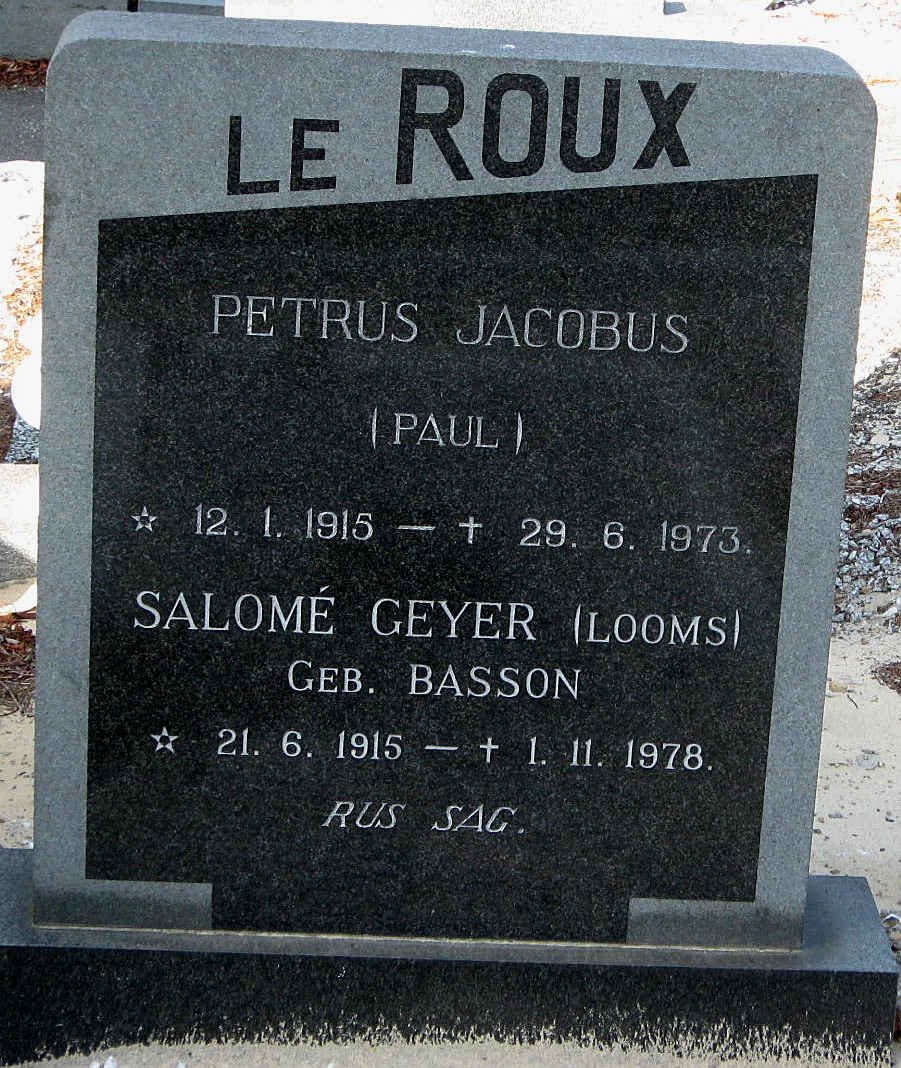 LE ROUX
PETRUS JACOBUS
(PAUL)
☆ 12. 1. 1915 — † 29. 6. 1973.
SALOMÉ GEYER (LOOMS)
GEB. BASSON
☆ 21. 6. 1915 — † 1. 11. 1978.
RUS SAG.